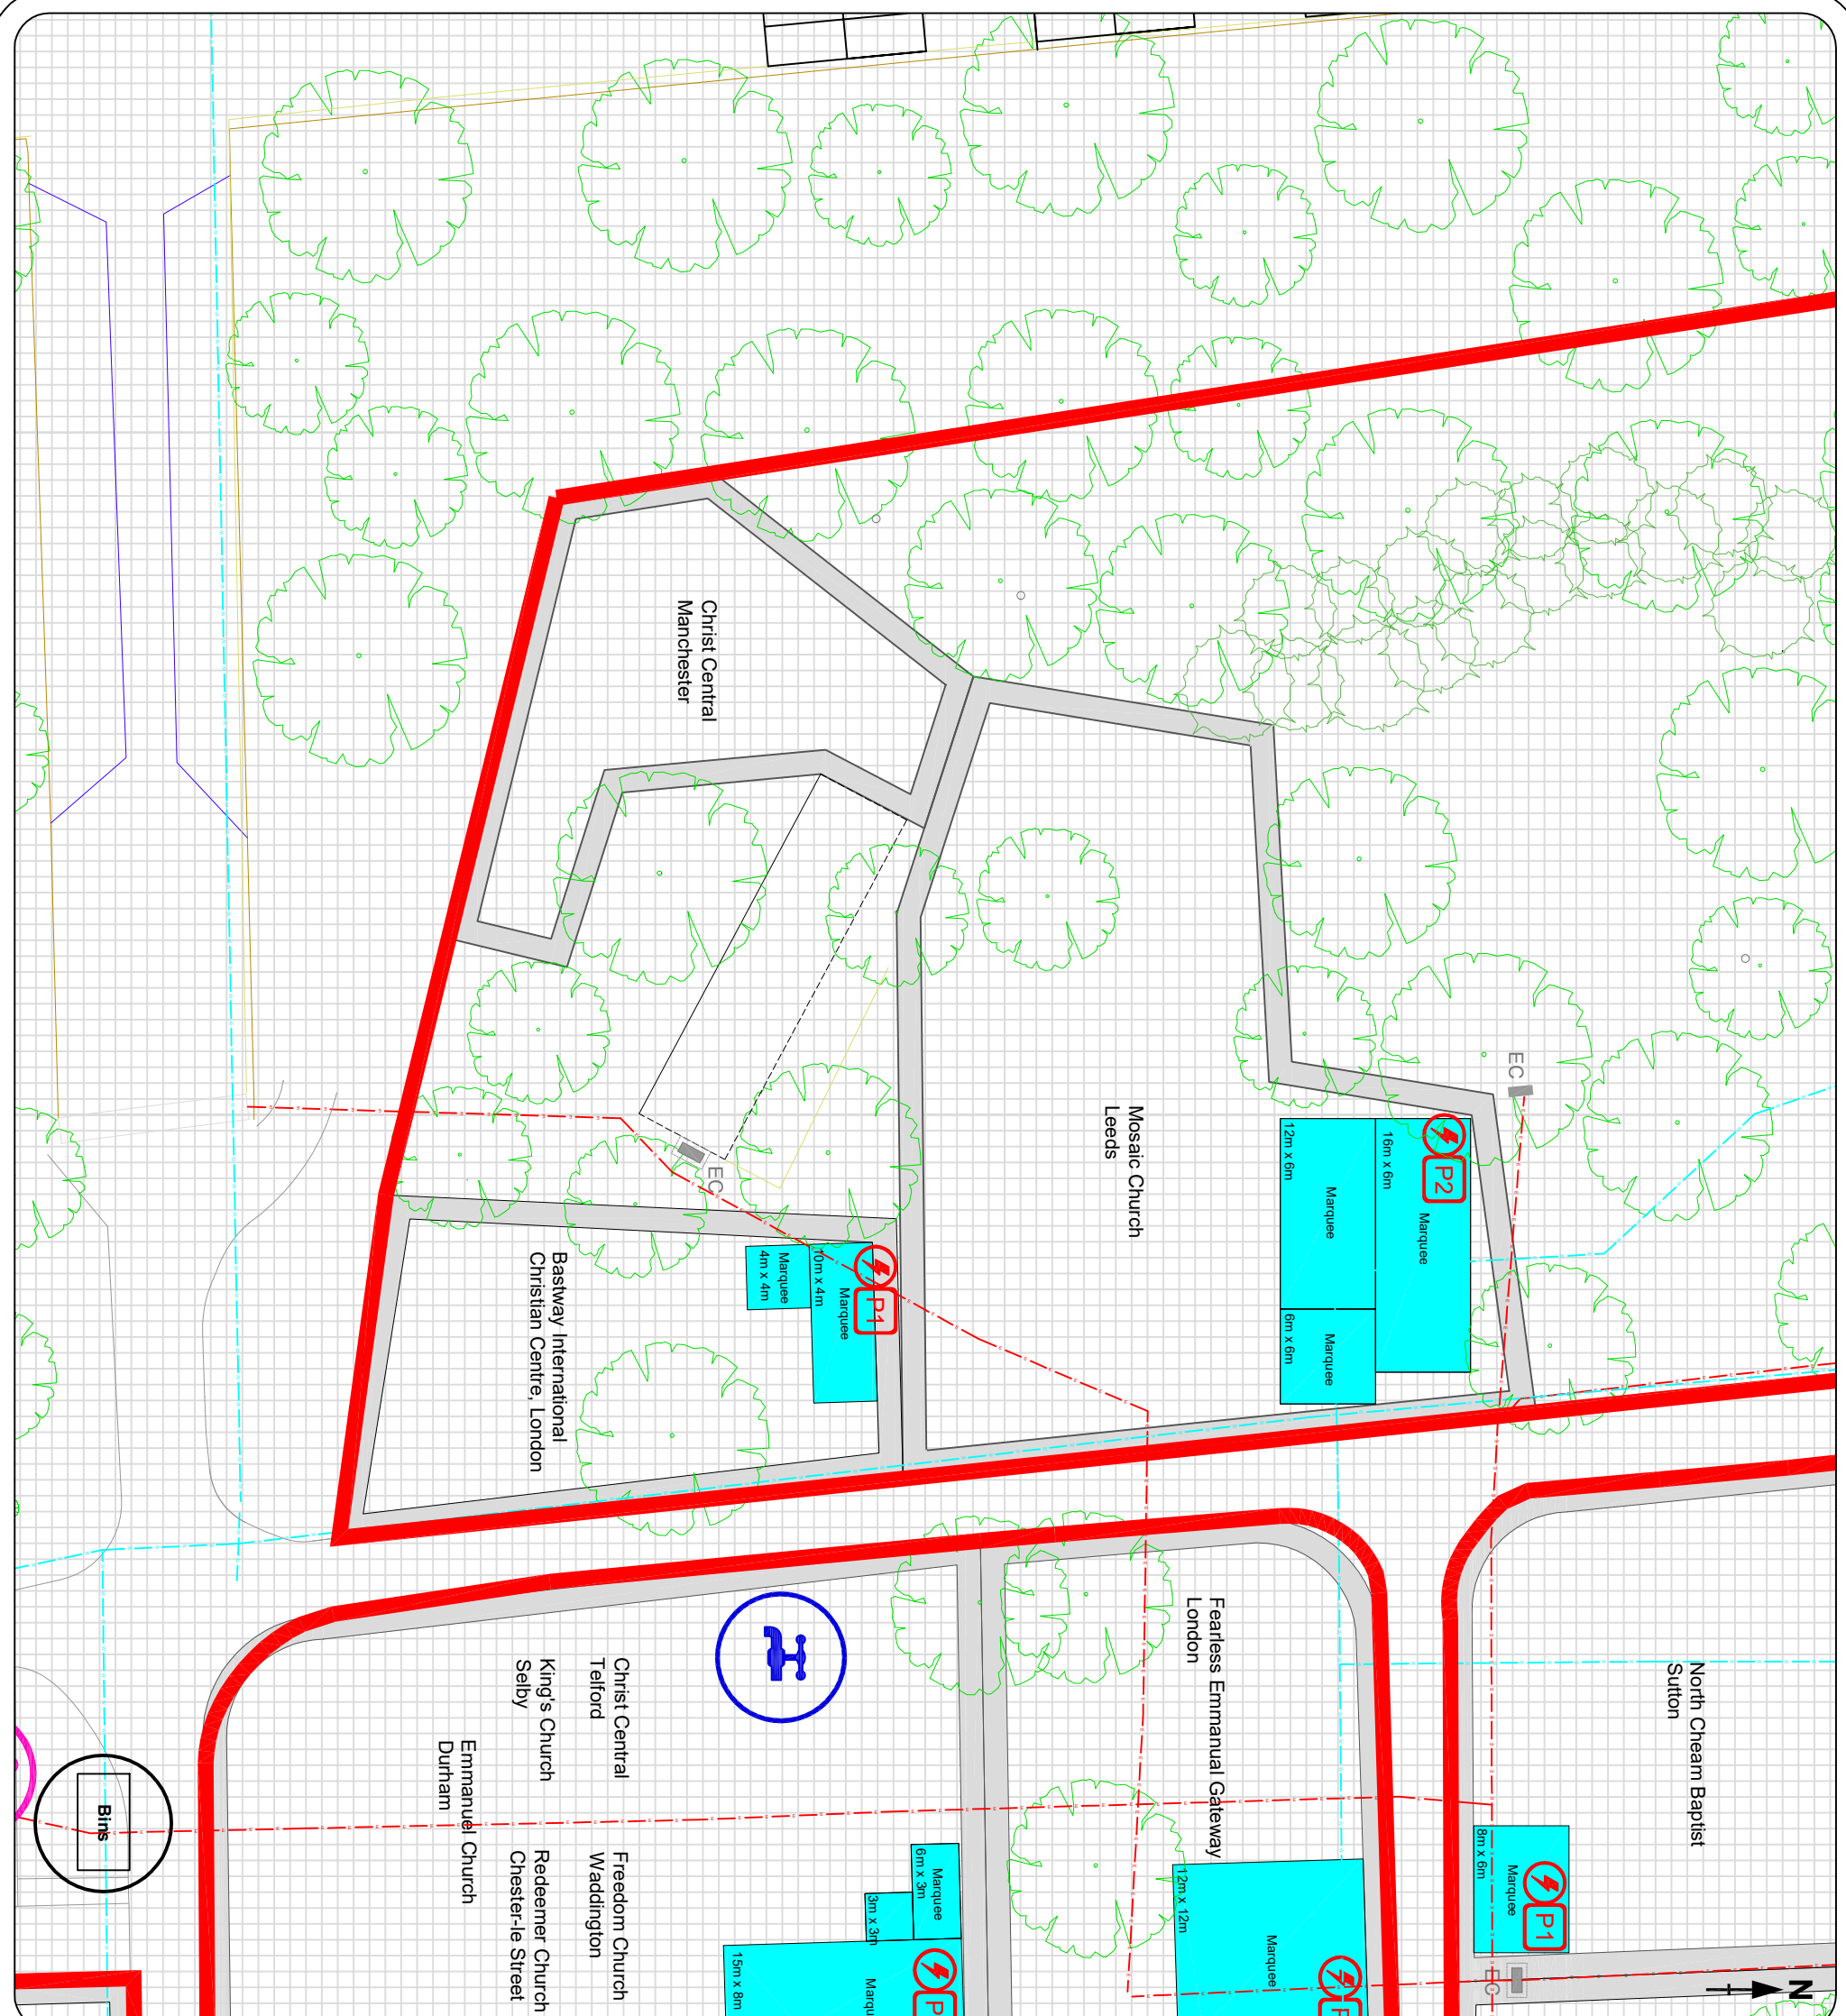 Christ Central
Manchester
EC
Mosaic Church
Leeds
12m x 6m
Marquee
16m x 6m
Marquee
P2
6m x 6m
Marquee
EC
Bastway International
Christian Centre, London
Marquee
4m x 4m
10m x 4m
Marquee
P1
Fearless Emmanual Gateway
London
North Cheam Baptist
Sutton
Christ Central
Telford
King's Church
Selby
Emmanuel Church
Durham
Freedom Church
Waddington
Redeemer Church
Chester-le Street
Bins
Marquee
6m x 3m
3m x 3m
15m x 8m
12m x 12m
Marquee
8m x 6m
Marquee
P1
EC
N